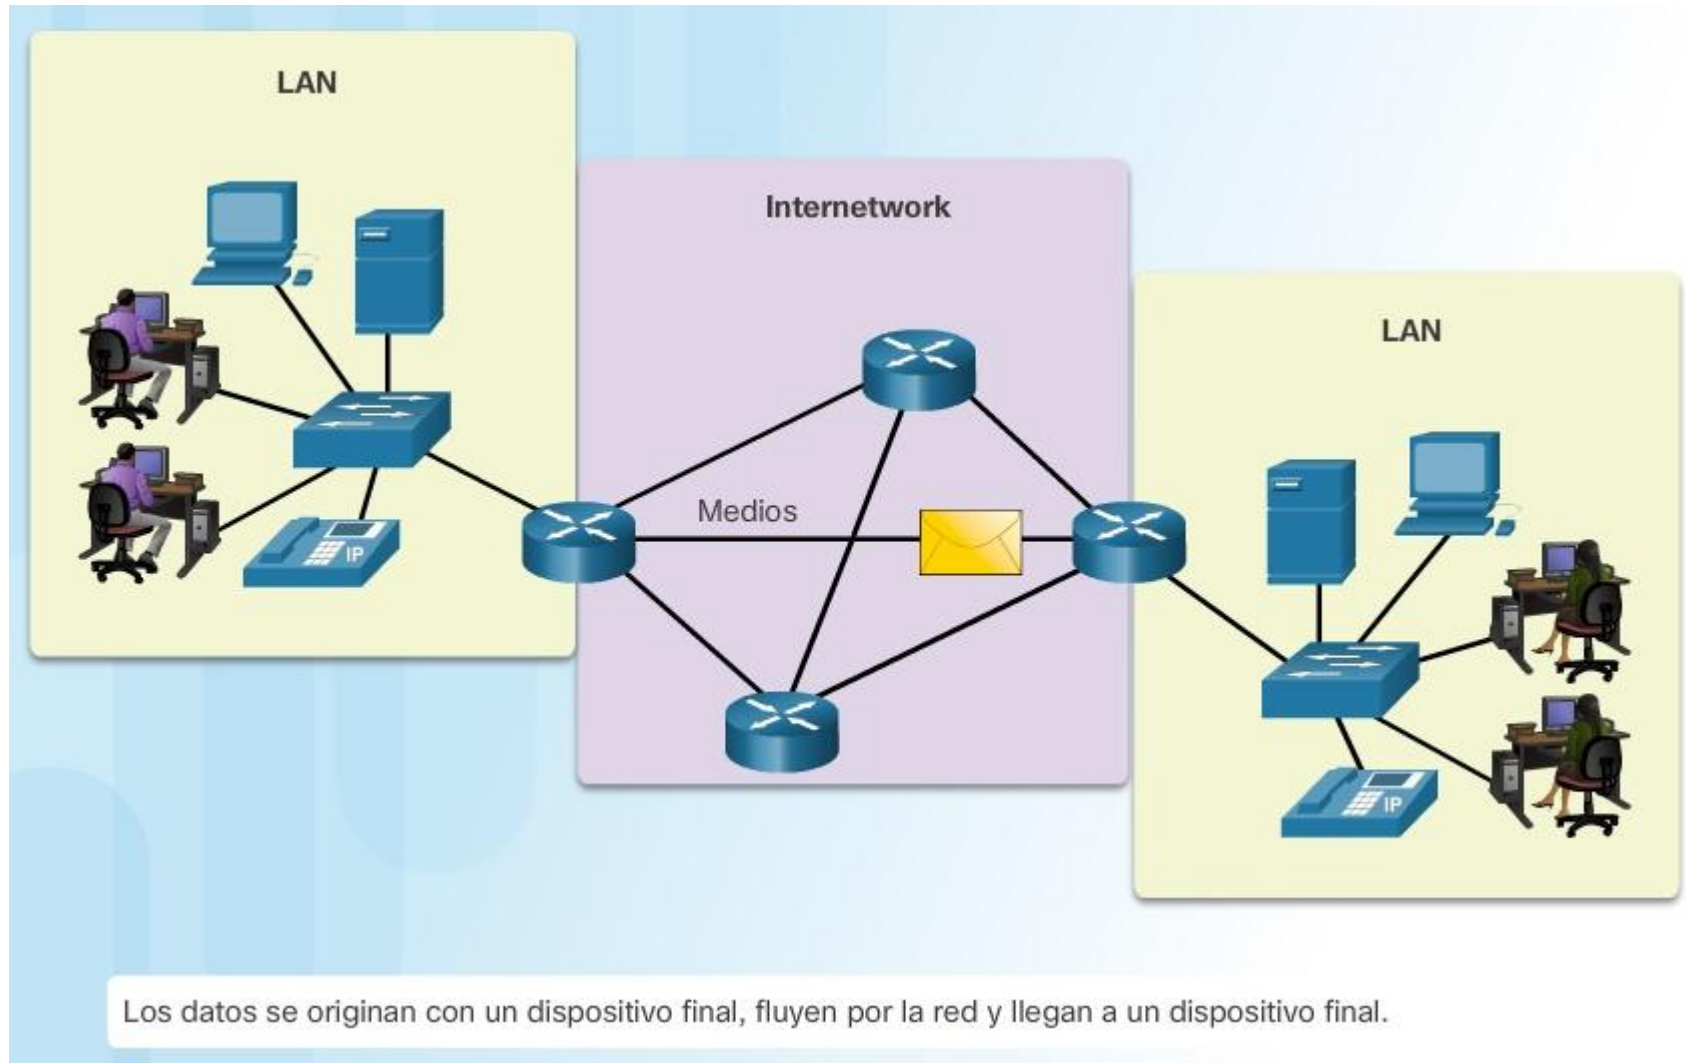 LAN
Internetwork
LAN
Medios
IP
IP
Los datos se originan con un dispositivo final, fluyen por la red y llegan a un dispositivo final.